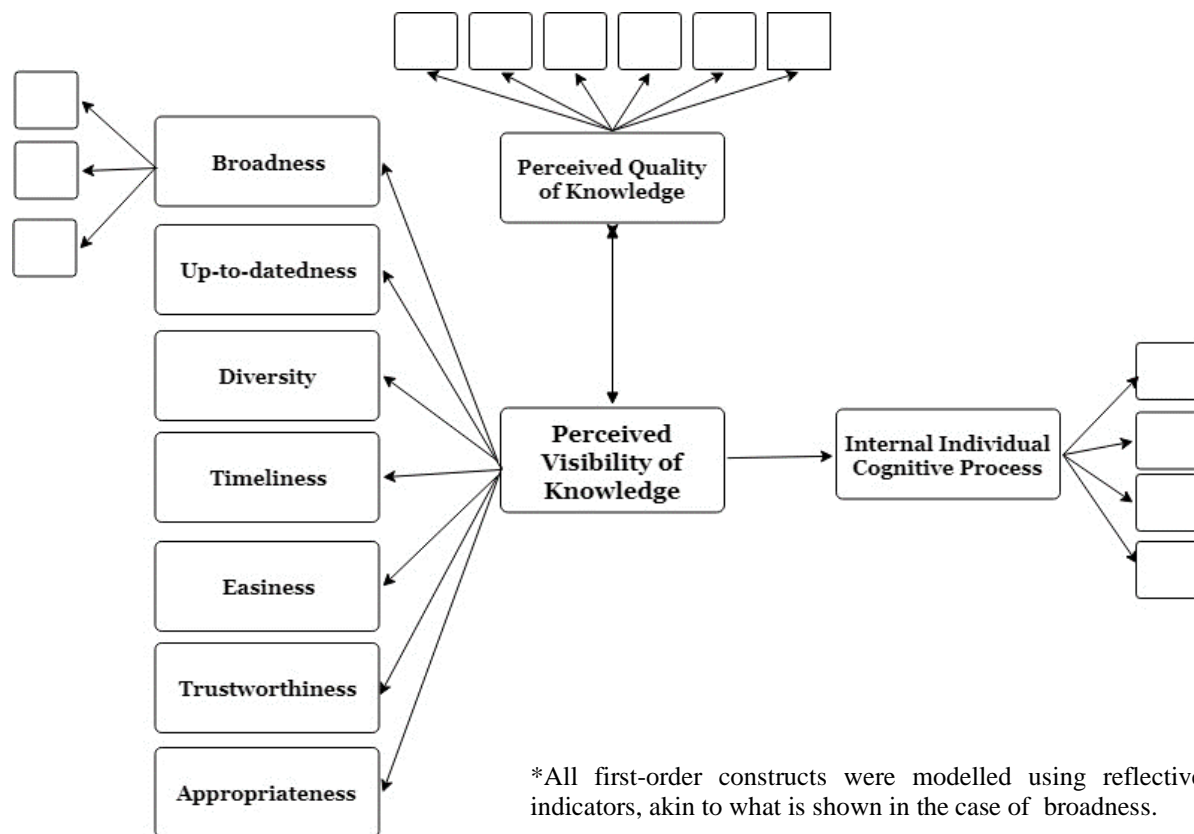 Broadness
Up-to-datedness
Diversity
Timeliness
Easiness
Trustworthiness
Appropriateness
Perceived Quality
of Knowledge
Perceived
Visibility of
Knowledge
Internal Individual
Cognitive Process
*All first-order constructs were modelled using reflective
indicators, akin to what is shown in the case of broadness.